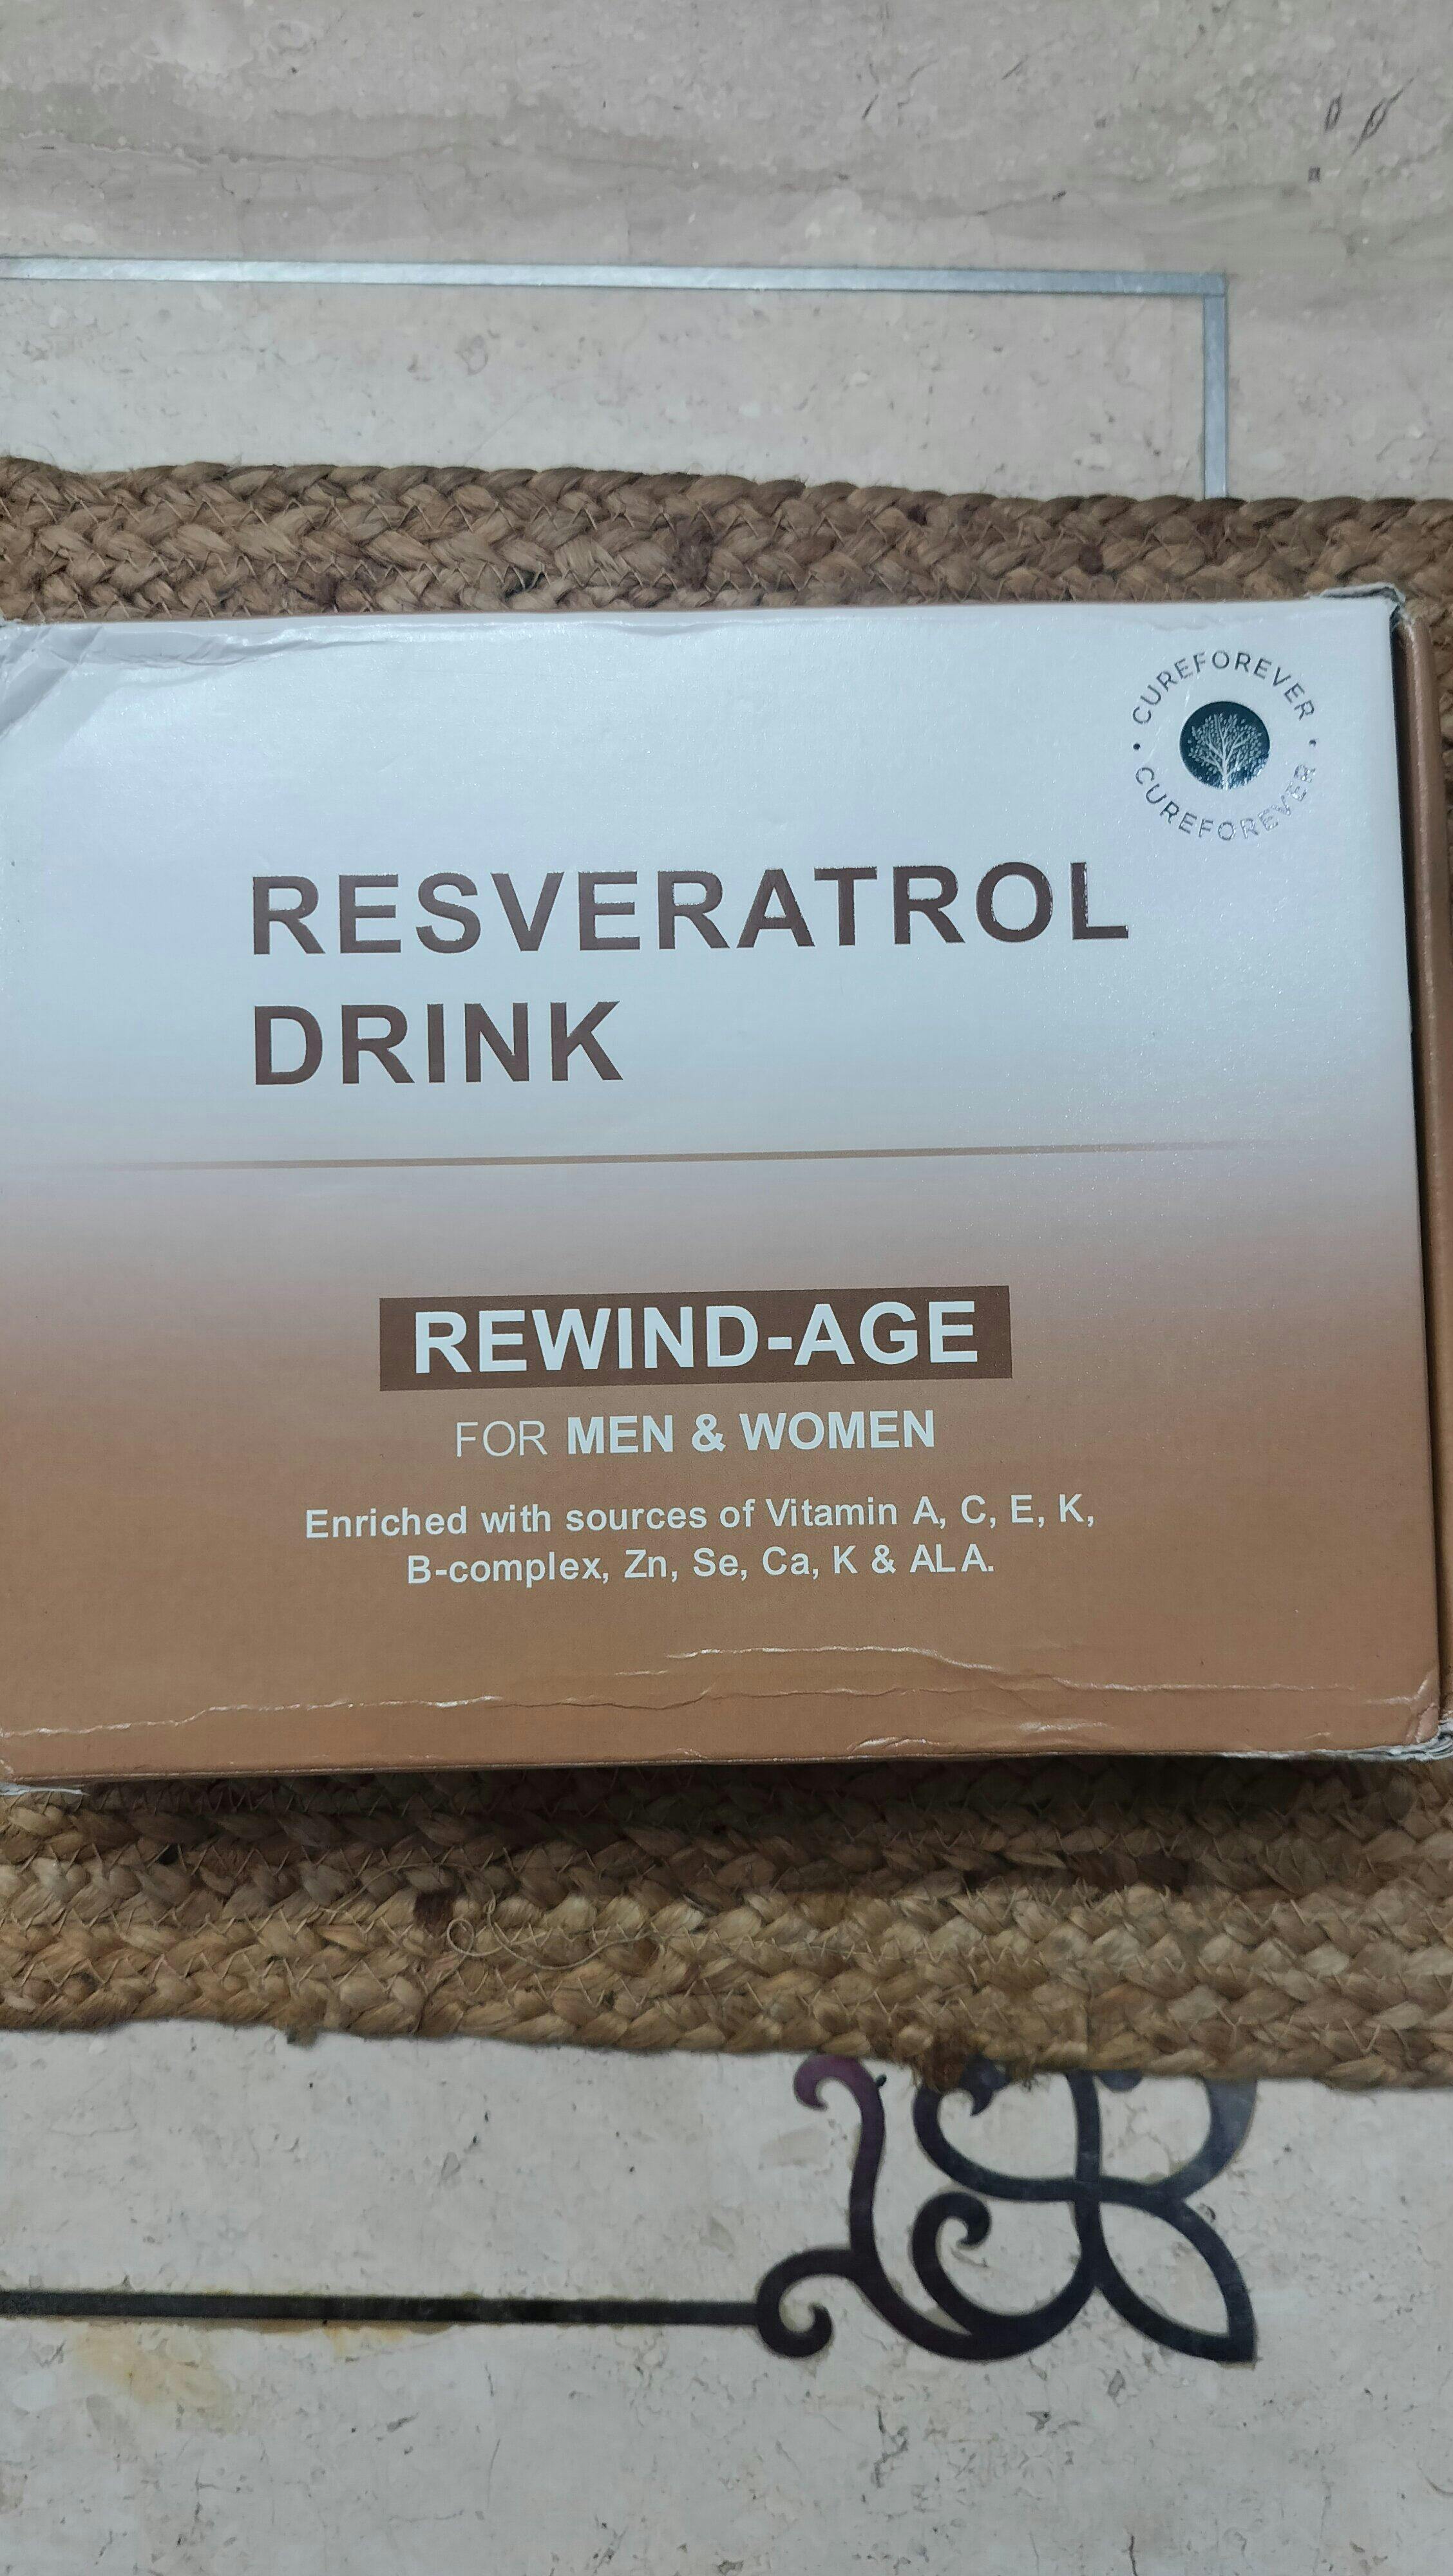 CUREFOREVER
CUREFOREVER
RESVERATROL
DRINK
REWIND-AGE
FOR MEN & WOMEN
Enriched with sources of Vitamin A, C, E, K,
B-complex, Zn, Se, Ca, K & ALA.